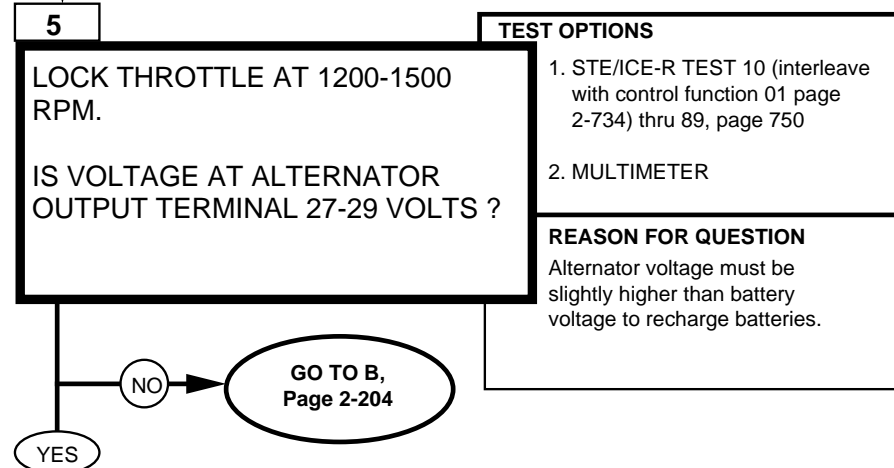 5
LOCK THROTTLE AT 1200-1500
RPM.
IS VOLTAGE AT ALTERNATOR
OUTPUT TERMINAL 27-29 VOLTS ?
TEST OPTIONS
1. STE/ICE-R TEST 10 (interleave
with control function 01 page
2-734) thru 89, page 750
2. MULTIMETER
REASON FOR QUESTION
Alternator voltage must be
slightly higher than battery
voltage to recharge batteries.
NO
GO TO B,
Page 2-204
YES